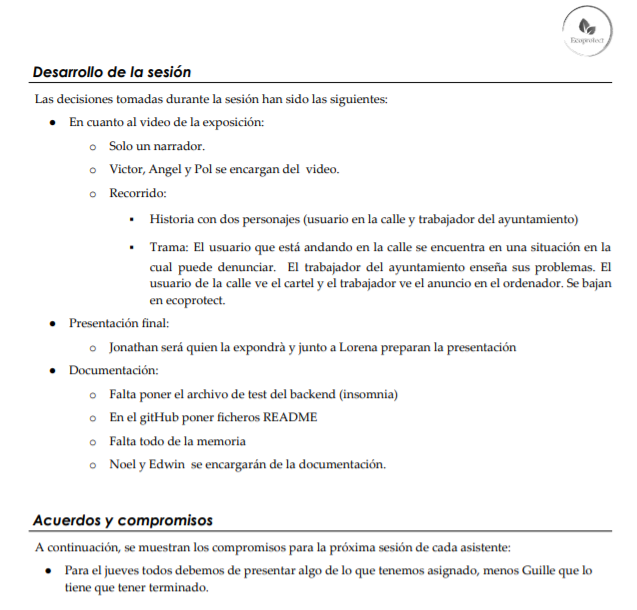 Ecoprotect
Desarrollo de la sesión
Las decisiones tomadas durante la sesión han sido las siguientes:
● En cuanto al video de la exposición:
o Solo un narrador.
o Victor, Angel y Pol se encargan del video.
o Recorrido:
▪ Historia con dos personajes (usuario en la calle y trabajador del ayuntamiento)
▪ Trama: El usuario que está andando en la calle se encuentra en una situación en la
cual puede denunciar. El trabajador del ayuntamiento enseña sus problemas. El
usuario de la calle ve el cartel y el trabajador ve el anuncio en el ordenador. Se bajan
en ecoprotect.
● Presentación final:
o Jonathan será quien la expondrà y junto a Lorena preparan la presentación
● Documentación:
o Falta poner el archivo de test del backend (insomnia)
o En el gitHub poner ficheros README
o Falta todo de la memoria
o Noel y Edwin se encargarán de la documentación.
Acuerdos y compromisos
A continuación, se muestran los compromisos para la próxima sesión de cada asistente:
● Para el jueves todos debemos de presentar algo de lo que tenemos asignado, menos Guille que lo
tiene que tener terminado.